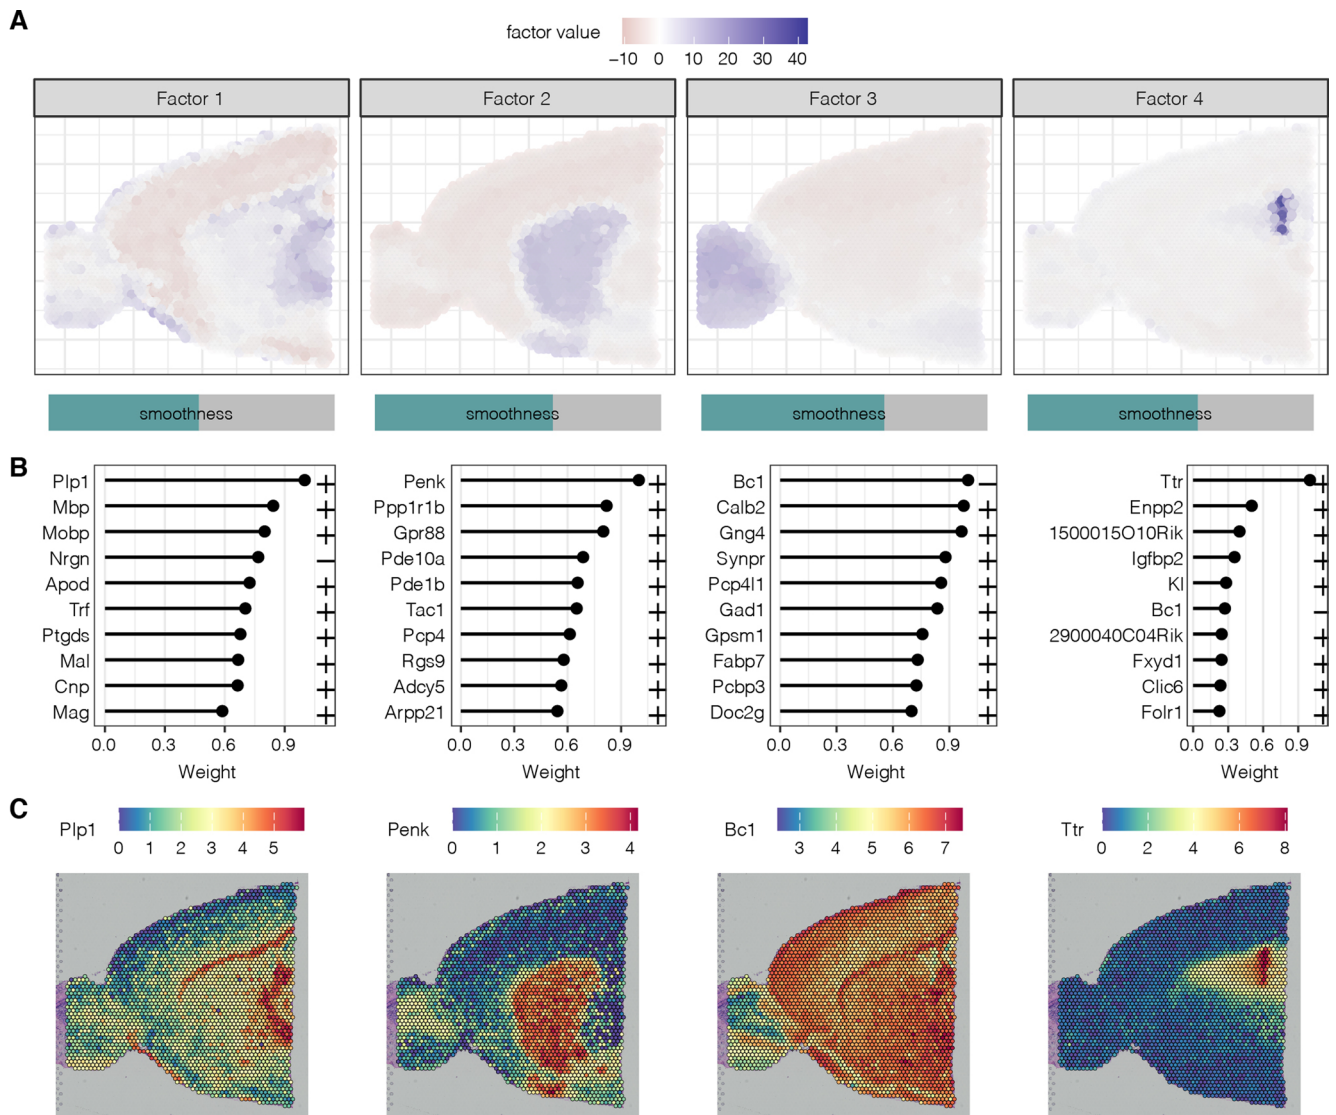 A
factor value
−10 0 10 20 30 40
Factor 1 Factor 2 Factor 3 Factor 4
smoothness smoothness smoothness smoothness
B
Plp1
Mbp
Mobp
Nrgn
Apod
Trf
Ptgds
Mal
Cnp
Mag
0.0 0.3 0.6 0.9
Weight
Penk
Ppp1r1b
Gpr88
Pde10a
Pde1b
Tac1
Pcp4
Rgs9
Adcy5
Arpp21
0.0 0.3 0.6 0.9
Weight
Bc1
Calb2
Gng4
Synpr
Pcp4l1
Gad1
Gpsm1
Fabp7
Pcbp3
Doc2g
0.0 0.3 0.6 0.9
Weight
Ttr
Enpp2
1500015O10Rik
Igfbp2
Kl
Bc1
2900040C04Rik
Fxyd1
Clic6
Folr1
0.0 0.3 0.6 0.9
Weight
C
Plp1
0 1 2 3 4 5
Penk
0 1 2 3 4
Bc1
3 4 5 6 7
Ttr
0 2 4 6 8